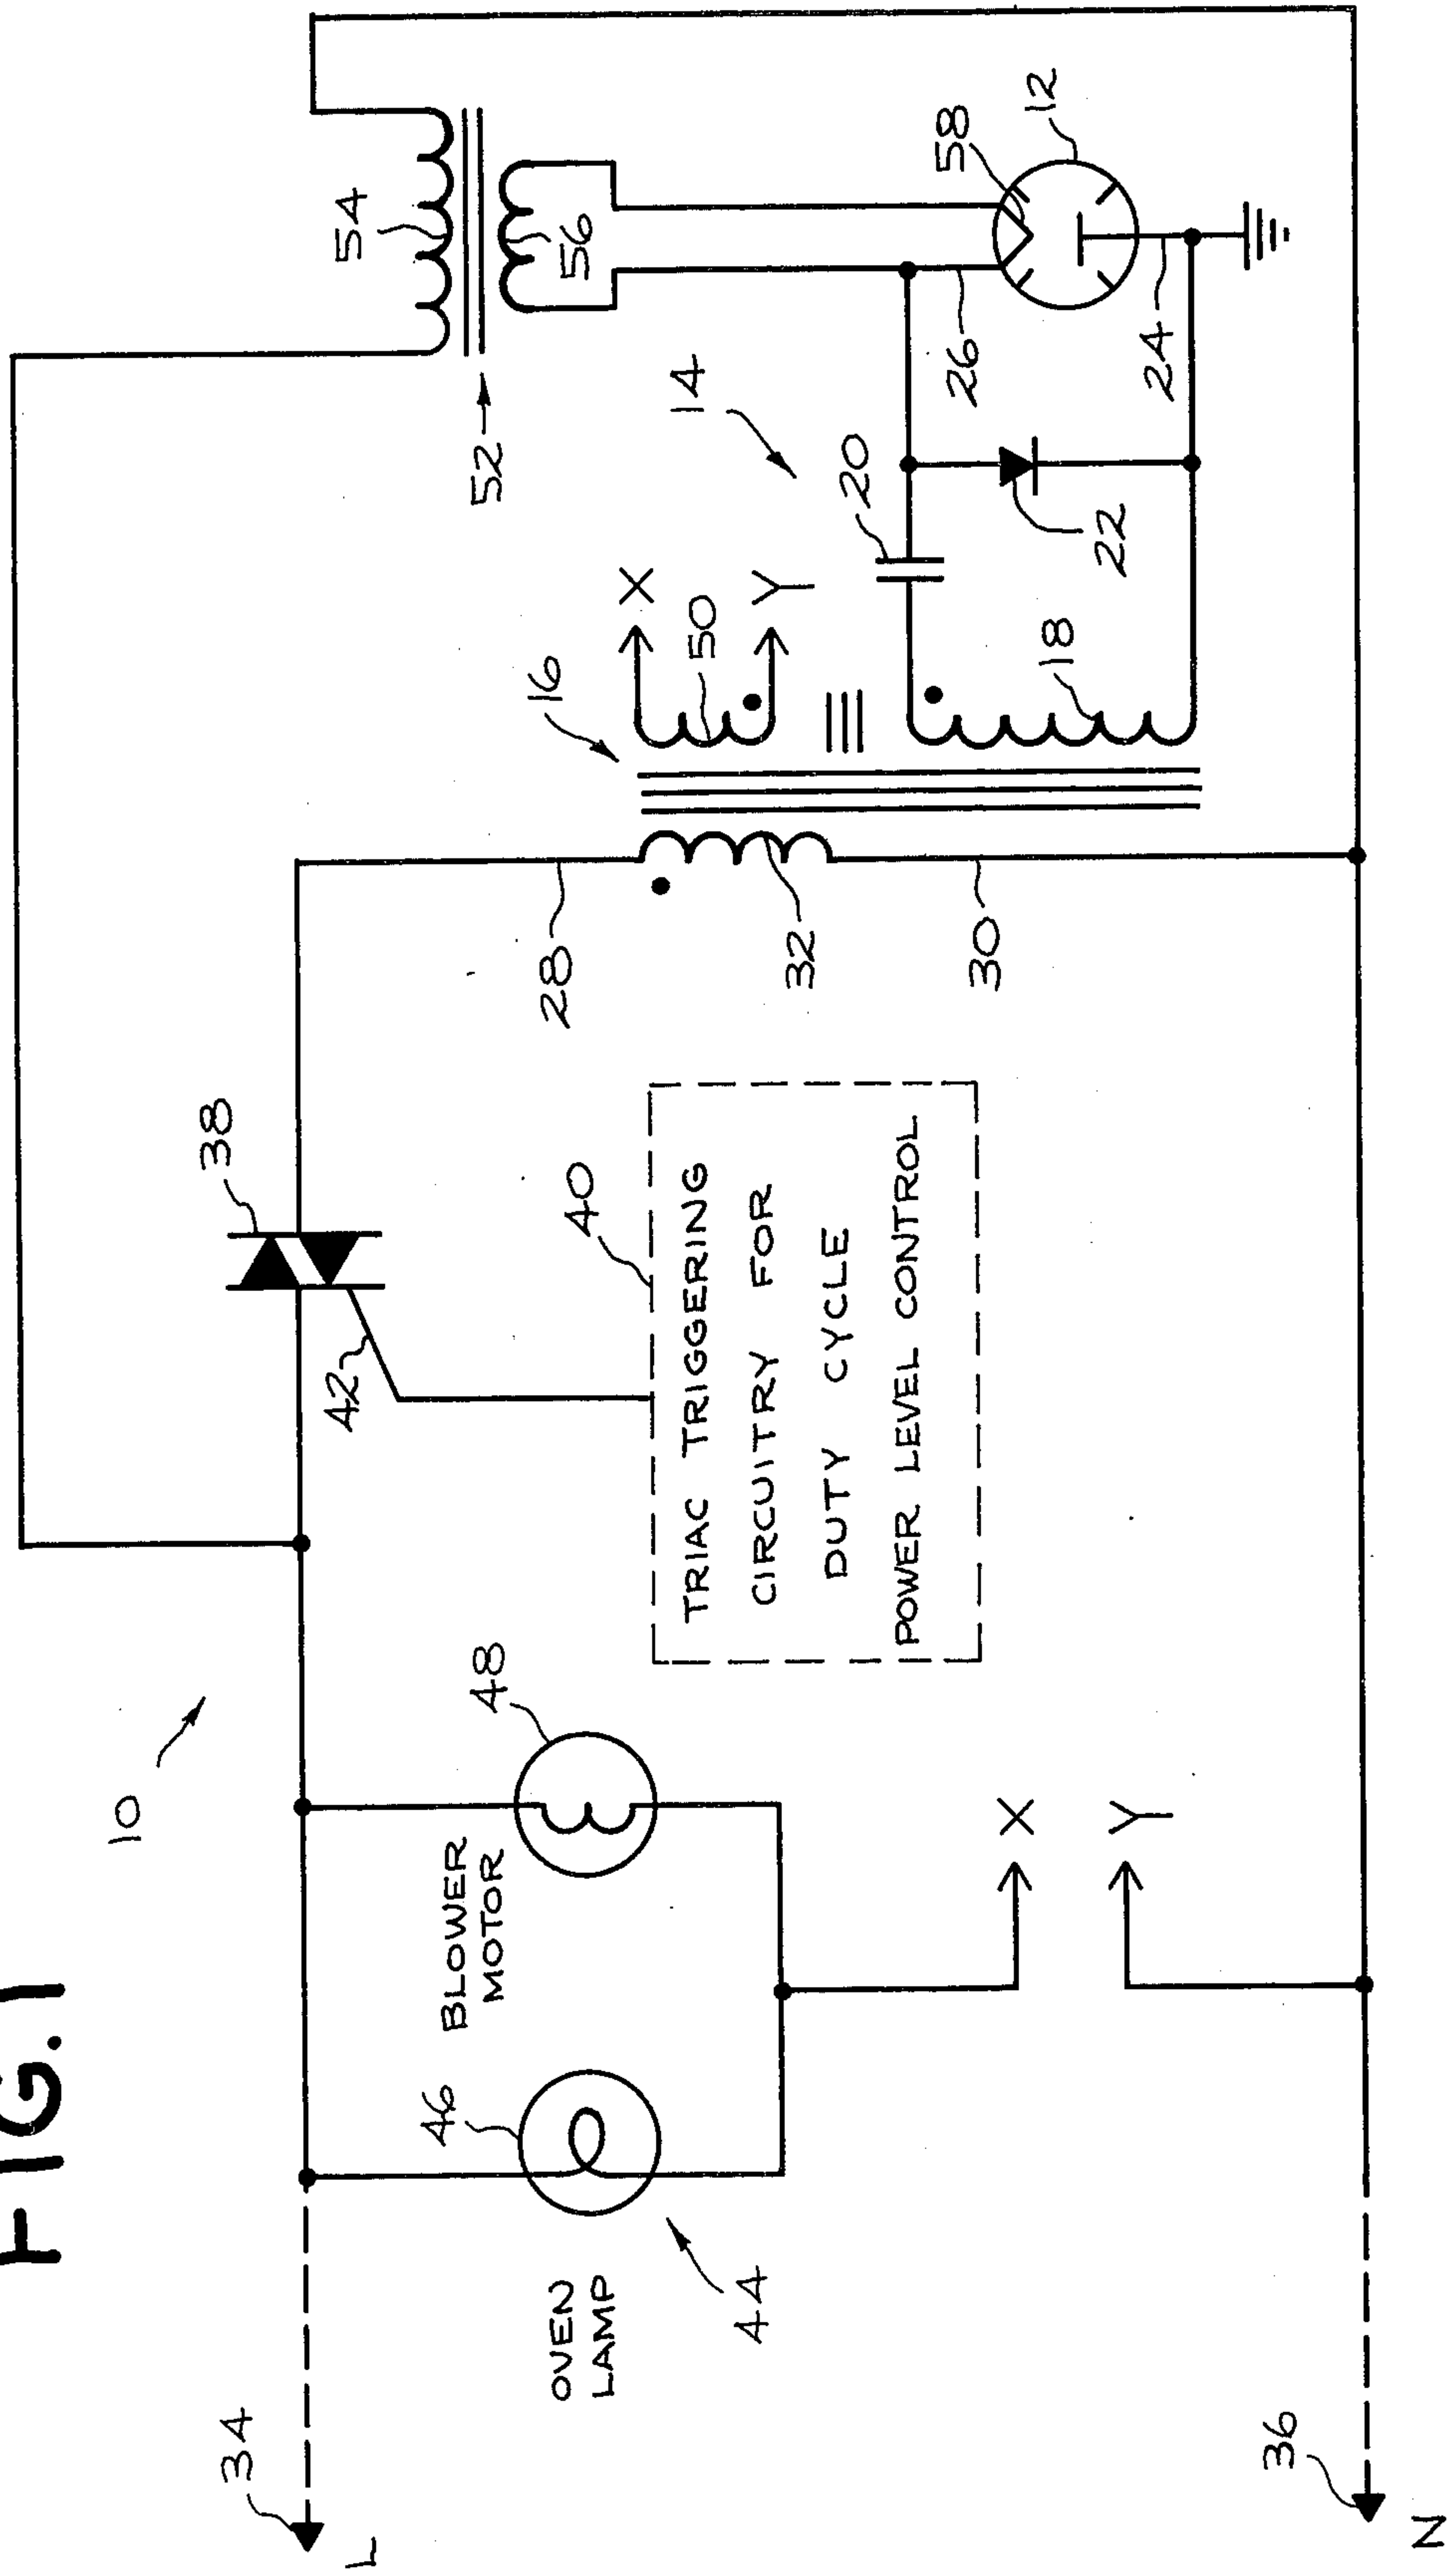 FIG. 1
10
34
L
36
N
OVEN
LAMP
44
46
BLOWER
MOTOR
48
X
Y
42
38
40
TRIAC TRIGGERING
CIRCUITRY FOR
DUTY CYCLE
POWER LEVEL CONTROL
28
32
30
16
X
50
Y
18
20
22
14
52
54
56
26
24
58
12